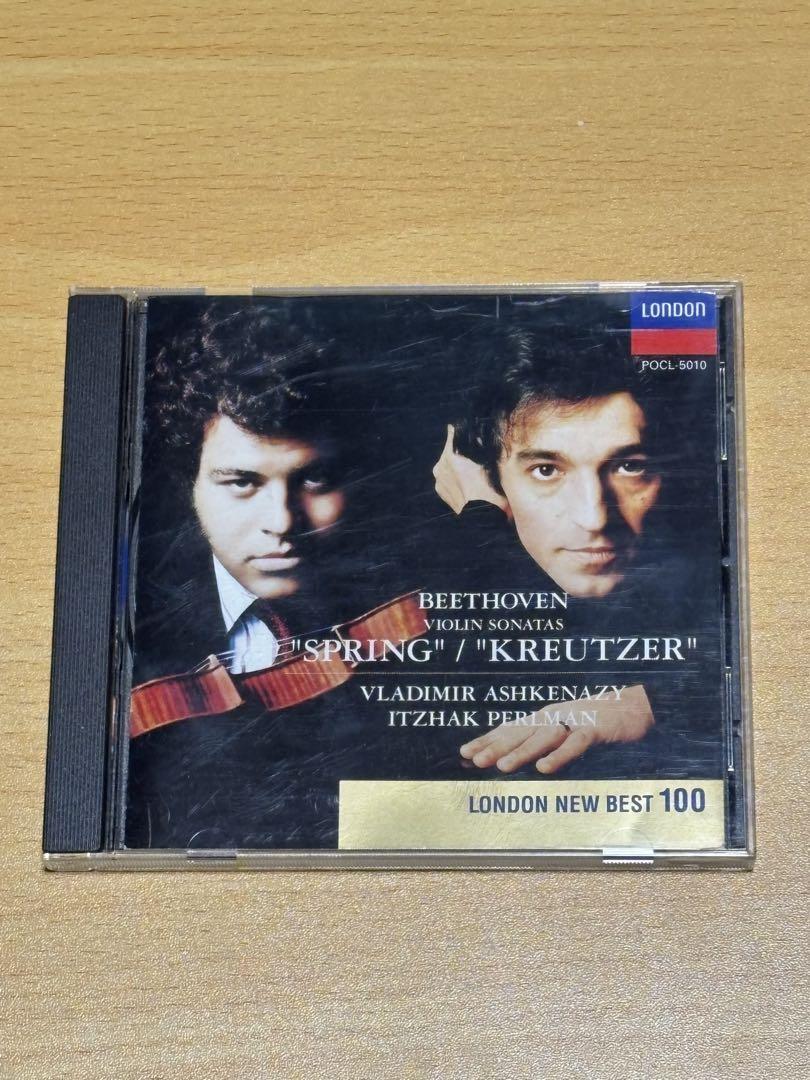 LONDON
POCL-5010
BEETHOVEN
VIOLIN SONATAS
"SPRING" / "KREUTZER"
VLADIMIR ASHKENAZY
ITZHAK PERLMAN
LONDON NEW BEST 100